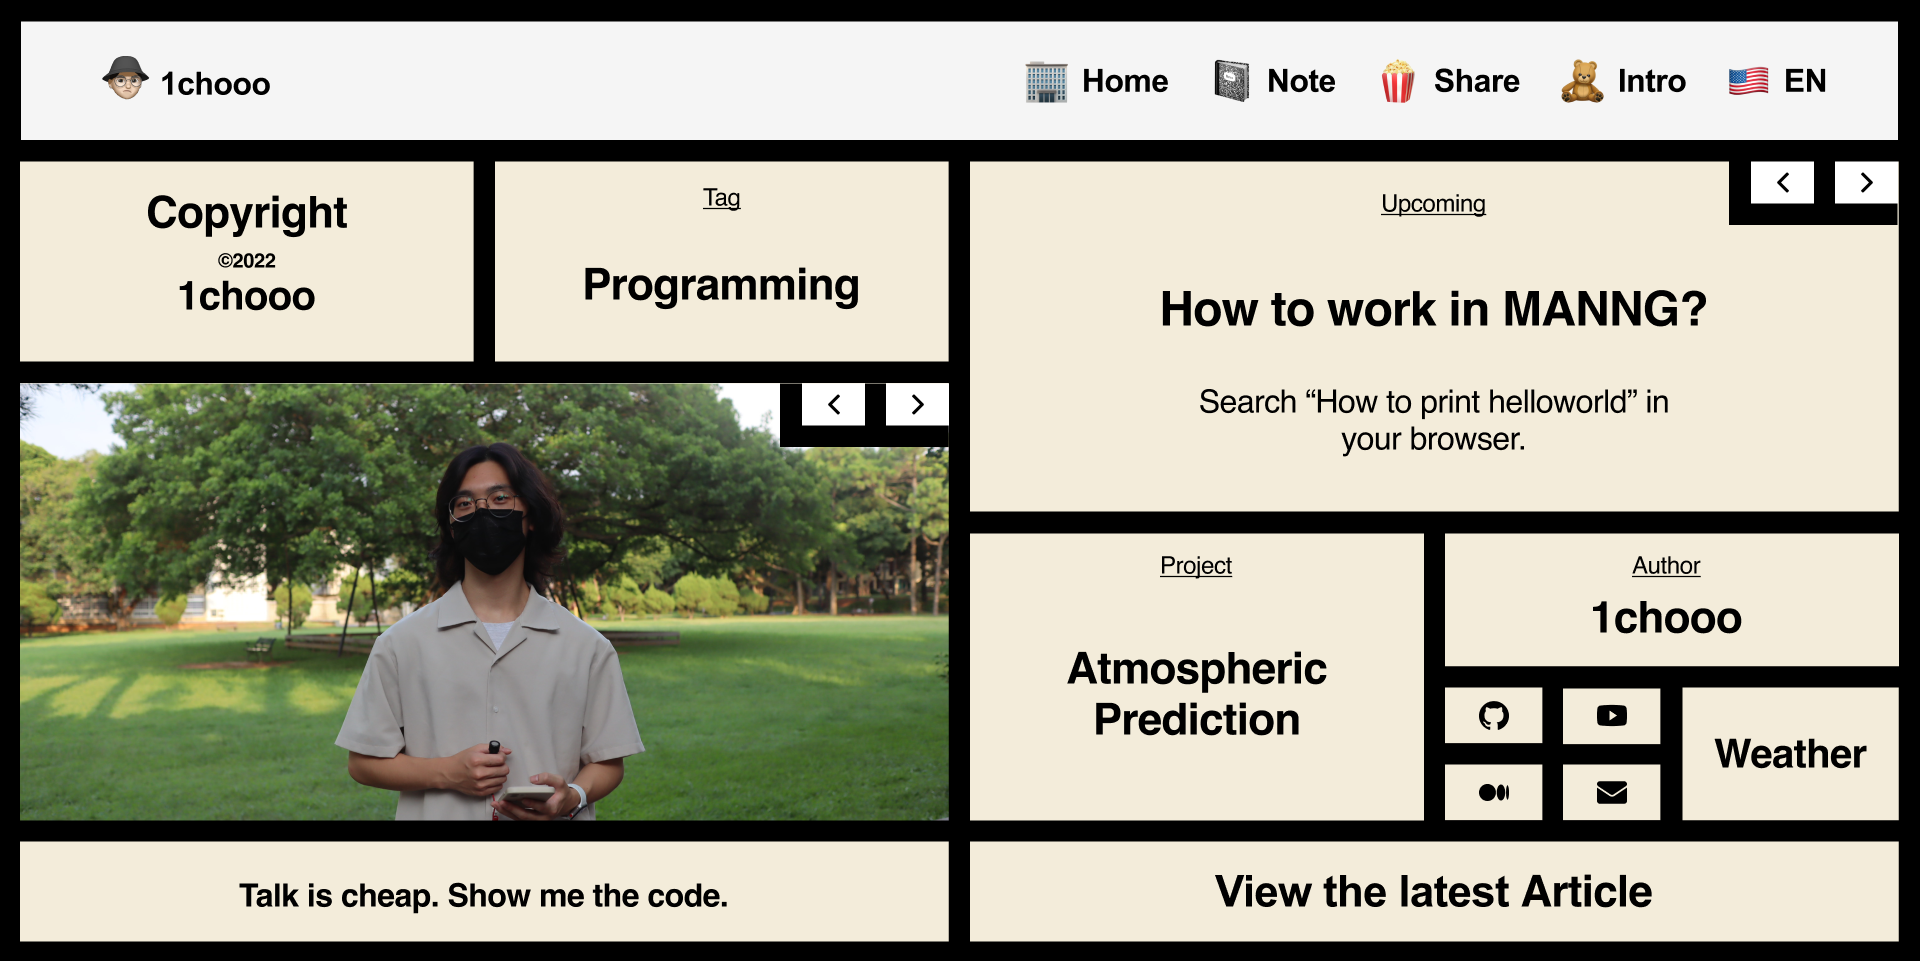 1chooo
Home
Note
Share
Intro
EN
Copyright
©2022
1chooo
Tag
Programming
Upcoming
How to work in MANNG?
Search “How to print helloworld” in
your browser.
Project
Atmospheric
Prediction
Author
1chooo
Weather
Talk is cheap. Show me the code.
View the latest Article